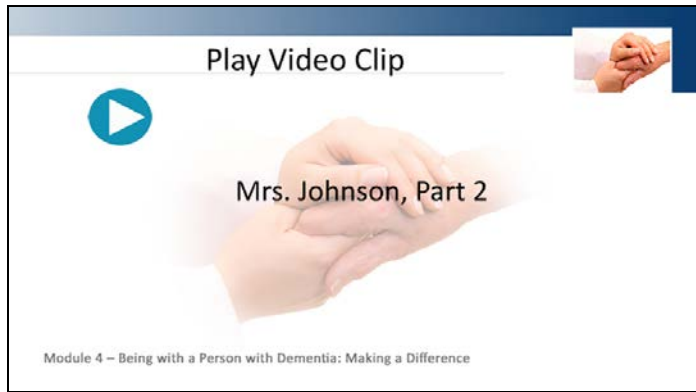 Play Video Clip
Mrs. Johnson, Part 2
Module 4 – Being with a Person with Dementia: Making a Difference